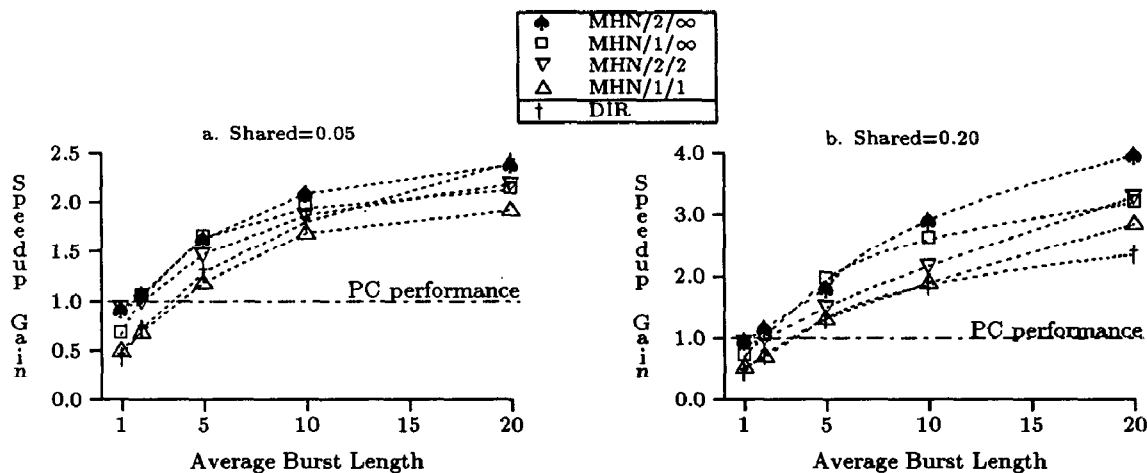 MHN/2/∞
MHN/1/∞
MHN/2/2
MHN/1/1
† DIR
a. Shared=0.05
Speedup Gain
2.5
2.0
1.5
1.0
0.5
0.0
PC performance
1 5 10 15 20
Average Burst Length
b. Shared=0.20
Speedup Gain
4.0
3.0
2.0
1.0
0.0
PC performance
1 5 10 15 20
Average Burst Length